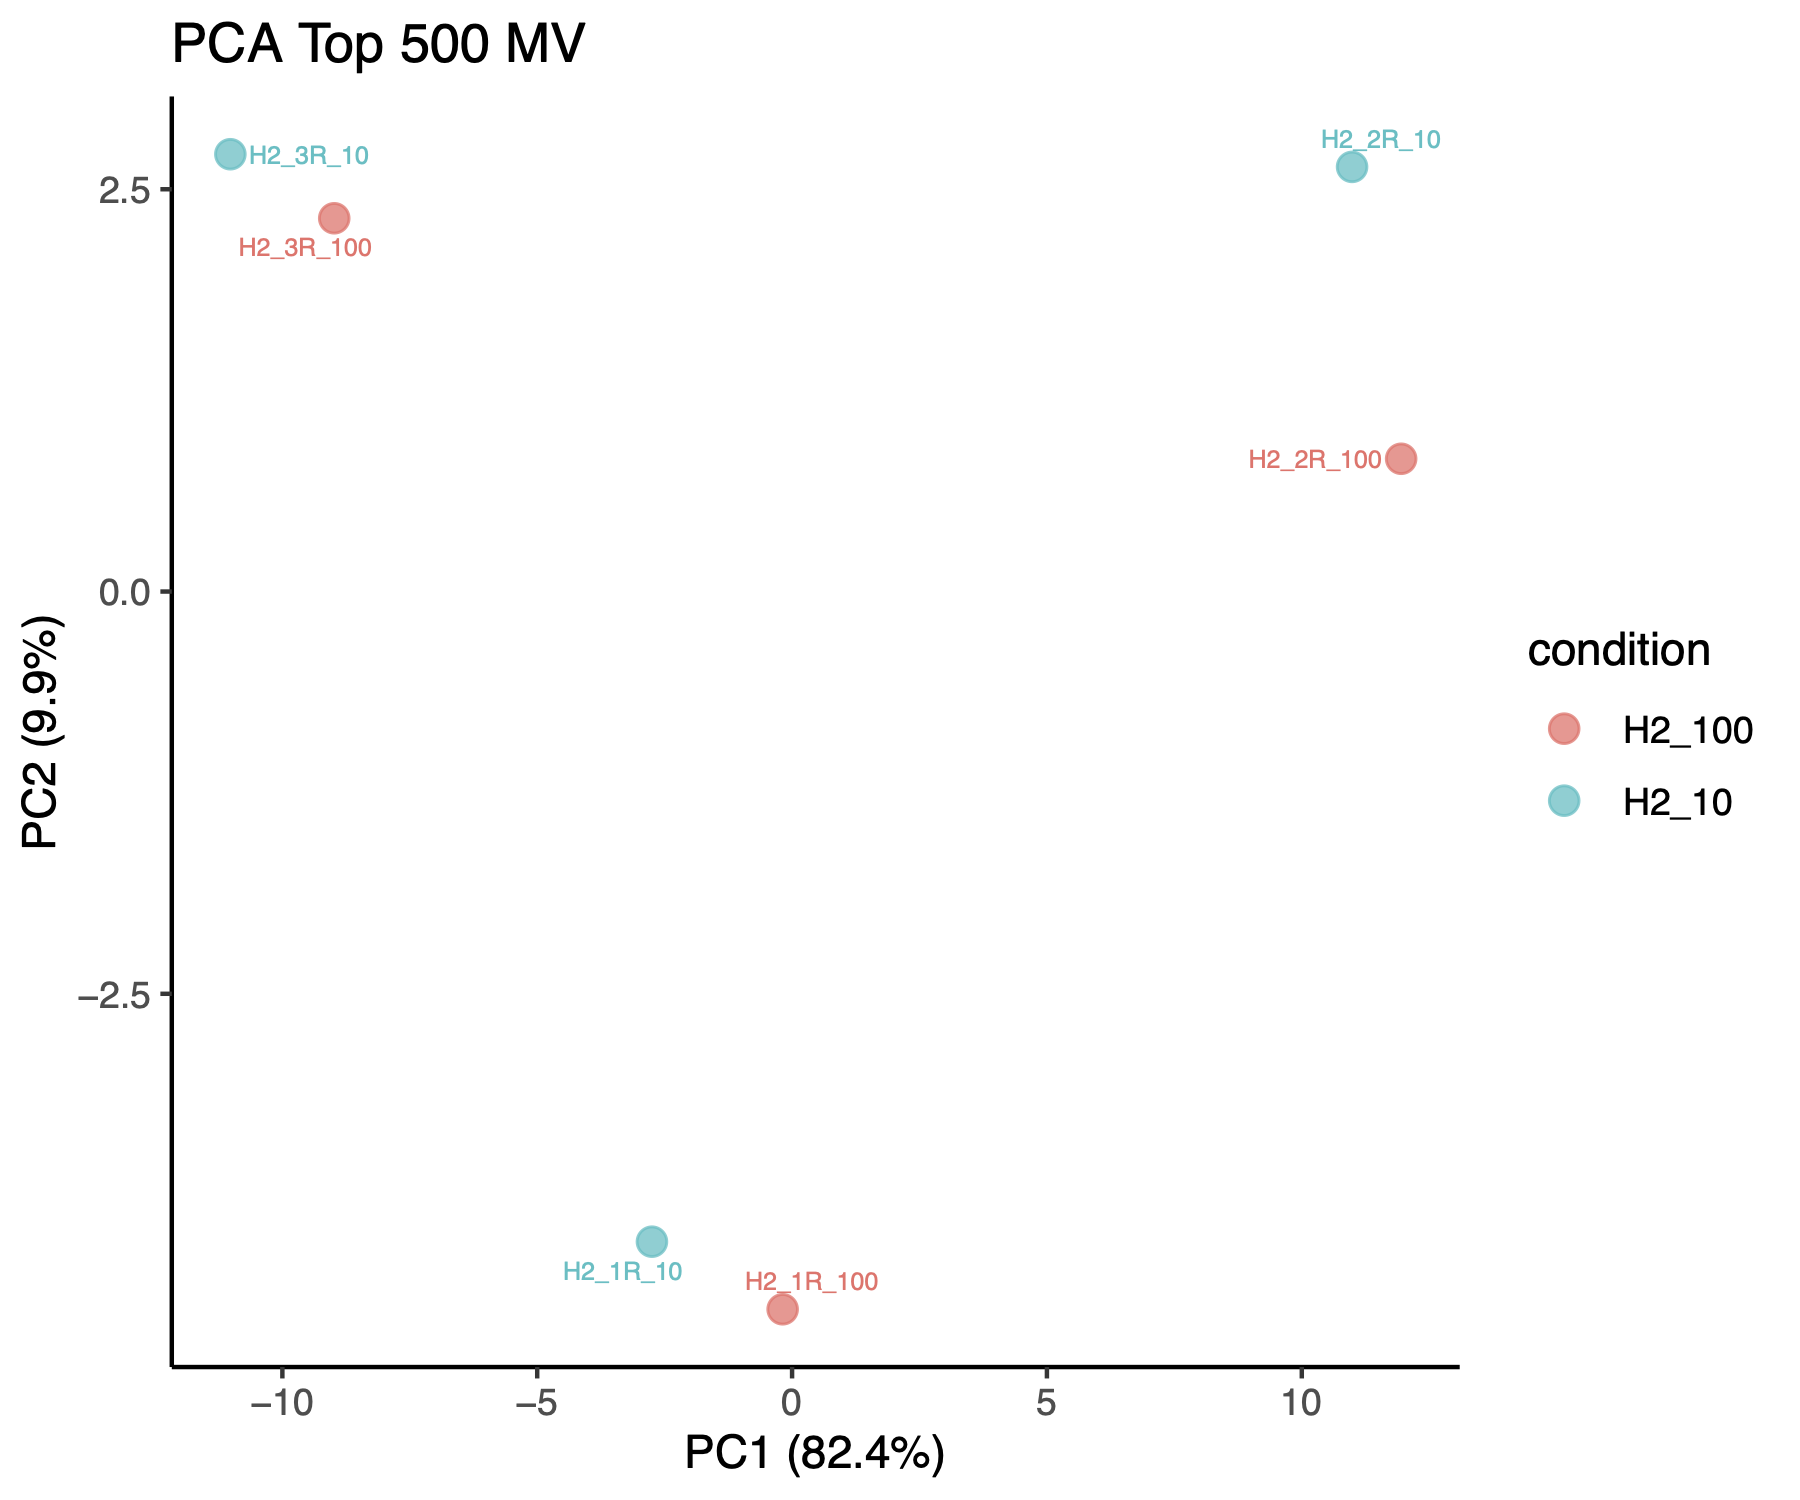 PCA Top 500 MV
H2_3R_10
H2_2R_10
2.5
H2_3R_100
H2_2R_100
0.0
PC2 (9.9%)
condition
H2_100
H2_10
−2.5
H2_1R_10
H2_1R_100
−10
−5
0
5
10
PC1 (82.4%)